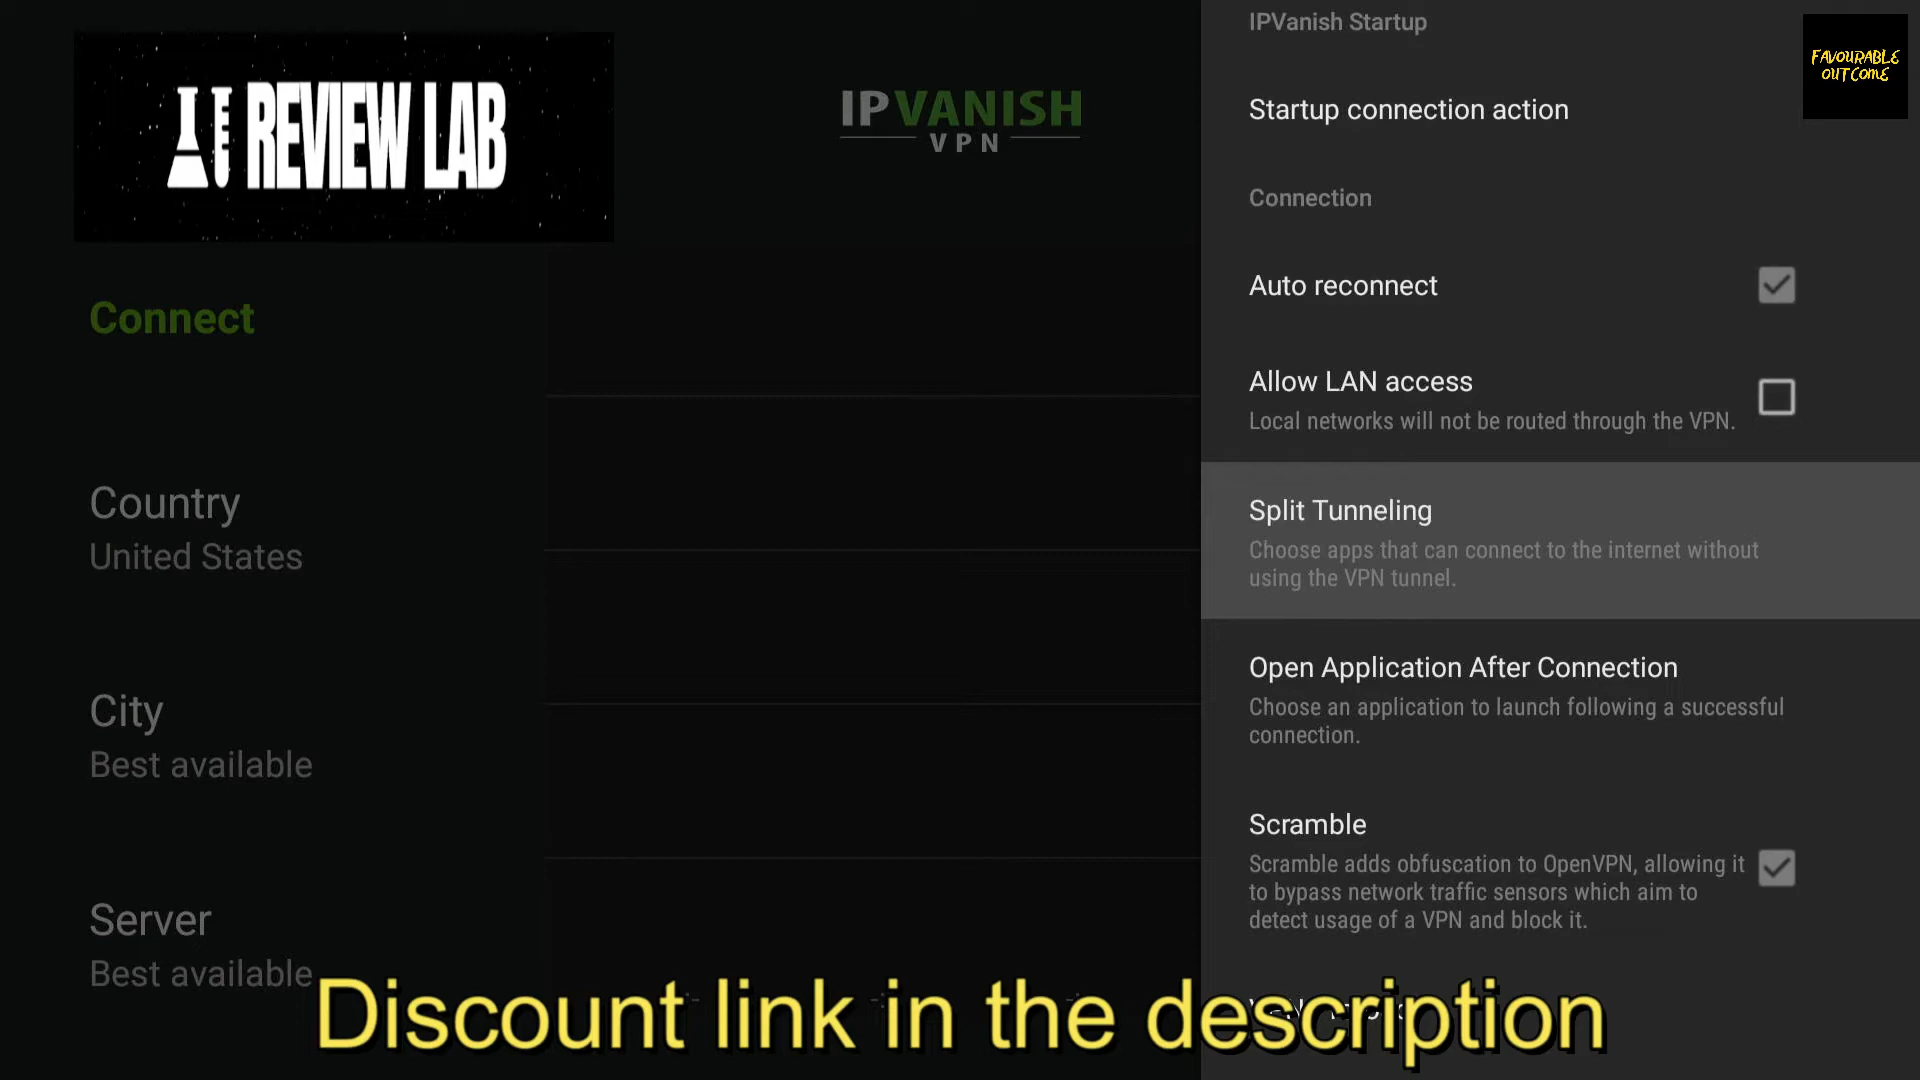 REVIEW LAB
IPVANISH
VPN
Connect
Country
United States
City
Best available
Server
Best available
IPVanish Startup
Startup connection action
Connection
Auto reconnect
Allow LAN access
Local networks will not be routed through the VPN.
Split Tunneling
Choose apps that can connect to the internet without
using the VPN tunnel.
Open Application After Connection
Choose an application to launch following a successful
connection.
Scramble
Scramble adds obfuscation to OpenVPN, allowing it
to bypass network traffic sensors which aim to
detect usage of a VPN and block it.
FAVOURABLE
OUTCOME
Discount link in the description